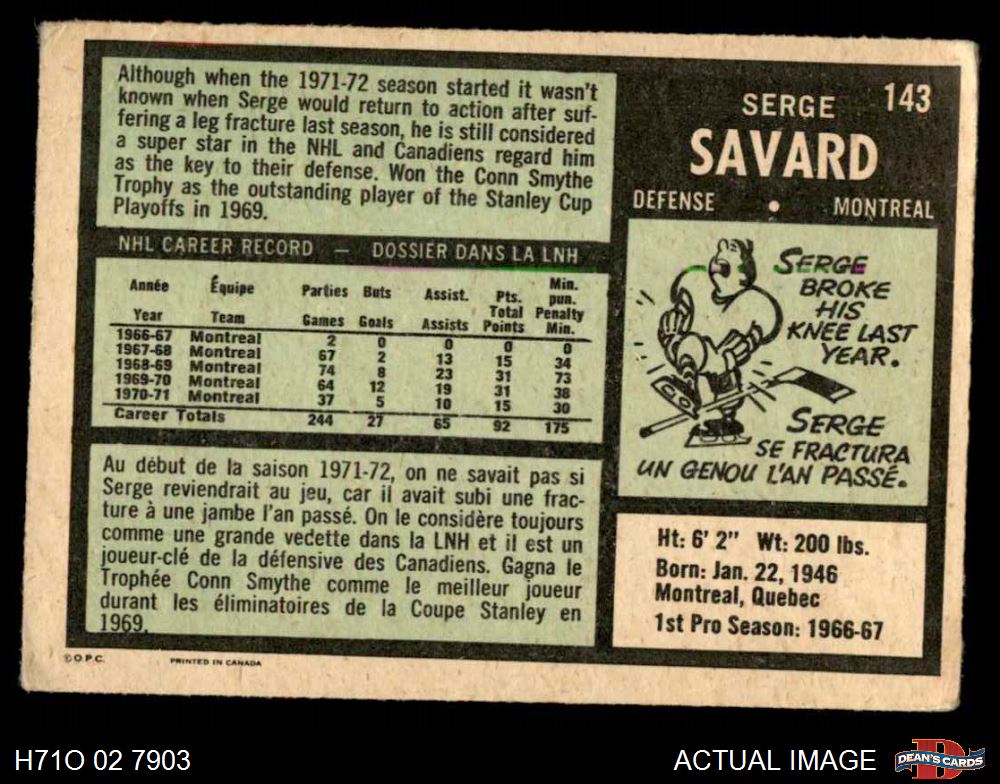 Although when the 1971-72 season started it wasn't
known when Serge would return to action after suf-
fering a leg fracture last season, he is still considered
a super star in the NHL and Canadiens regard him
as the key to their defense. Won the Conn Smythe
Trophy as the outstanding player of the Stanley Cup
Playoffs in 1969.
143
SERGE
SAVARD
DEFENSE • MONTREAL
NHL CAREER RECORD — DOSSIER DANS LA LNH
Année Équipe Parties Buts Assist. Pts. Min. pun.
Year Team Games Goals Assists Total Points Penalty Min.
1966-67 Montreal 2 0 0 0 0
1967-68 Montreal 67 2 13 15 34
1968-69 Montreal 74 8 23 31 73
1969-70 Montreal 64 12 19 31 38
1970-71 Montreal 37 5 10 15 30
Career Totals 244 27 65 92 175
SERGE
BROKE
HIS
KNEE LAST
YEAR.
SERGE
SE FRACTURA
UN GENOU L'AN PASSÉ.
Au début de la saison 1971-72, on ne savait pas si
Serge reviendrait au jeu, car il avait subi une frac-
ture à une jambe l'an passé. On le considère toujours
comme une grande vedette dans la LNH et il est un
joueur-clé de la défensive des Canadiens. Gagna le
Trophée Conn Smythe comme le meilleur joueur
durant les éliminatoires de la Coupe Stanley en
1969.
Ht: 6' 2" Wt: 200 lbs.
Born: Jan. 22, 1946
Montreal, Quebec
1st Pro Season: 1966-67
©O.P.C. PRINTED IN CANADA
H71O 02 7903
ACTUAL IMAGE
D
DEAN'S CARDS